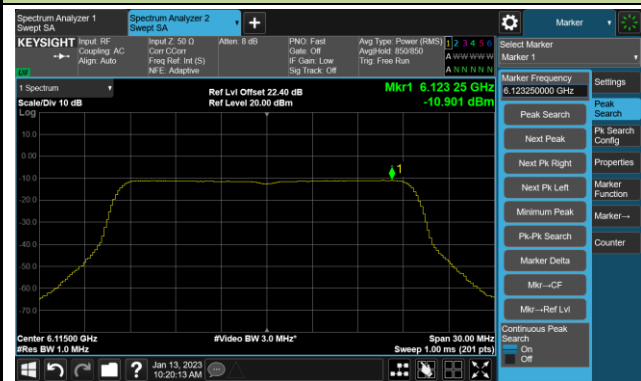 Spectrum Analyzer 1
Swept SA
Spectrum Analyzer 2
Swept SA
Marker
KEYSIGHT
Input: RF
Coupling: AC
Align: Auto
Input Z: 50 Ω
Corr CCorr
Freq Ref: Int (S)
NFE: Adaptive
Atten: 8 dB
PNO: Fast
Gate: Off
IF Gain: Low
Sig Track: Off
Avg Type: Power (RMS)
Avg|Hold: 850/850
Trig: Free Run
1 2 3 4 5 6
A W W W W W
A N N N N N
LW
Select Marker
Marker 1
1 Spectrum
Scale/Div 10 dB
Log
Ref Lvl Offset 22.40 dB
Ref Level 20.00 dBm
Mkr1 6.123 25 GHz
-10.901 dBm
10.0
0.00
-10.0
-20.0
-30.0
-40.0
-50.0
-60.0
-70.0
1
Center 6.11500 GHz
#Res BW 1.0 MHz
#Video BW 3.0 MHz*
Span 30.00 MHz
Sweep 1.00 ms (201 pts)
Marker Frequency
6.123250000 GHz
Peak Search
Next Peak
Next Pk Right
Next Pk Left
Minimum Peak
Pk-Pk Search
Marker Delta
Mkr→CF
Mkr→Ref Lvl
Continuous Peak
Search
On
Off
Settings
Peak
Search
Pk Search
Config
Properties
Marker
Function
Marker→
Counter
?
Jan 13, 2023
10:20:13 AM